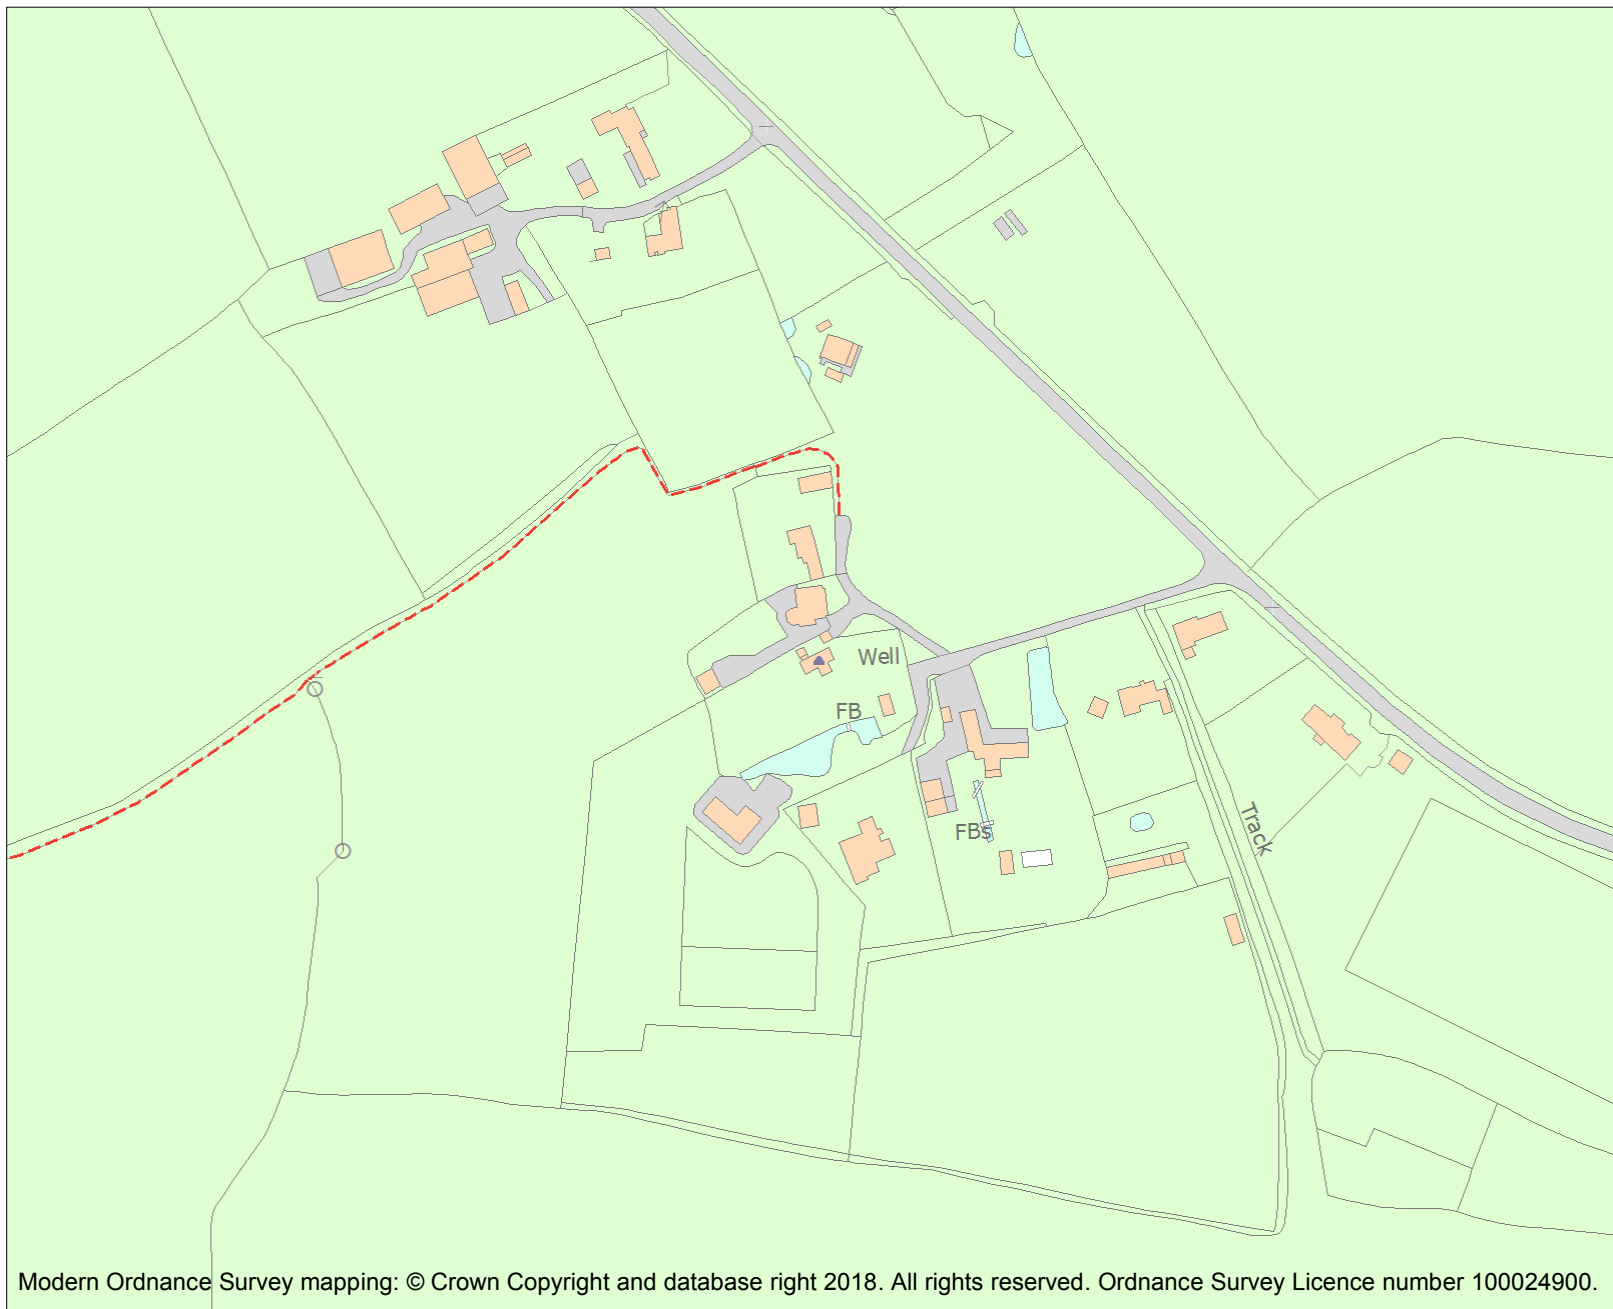 Well
FB
FBs
Track
Modern Ordnance Survey mapping: © Crown Copyright and database right 2018. All rights reserved. Ordnance Survey Licence number 100024900.